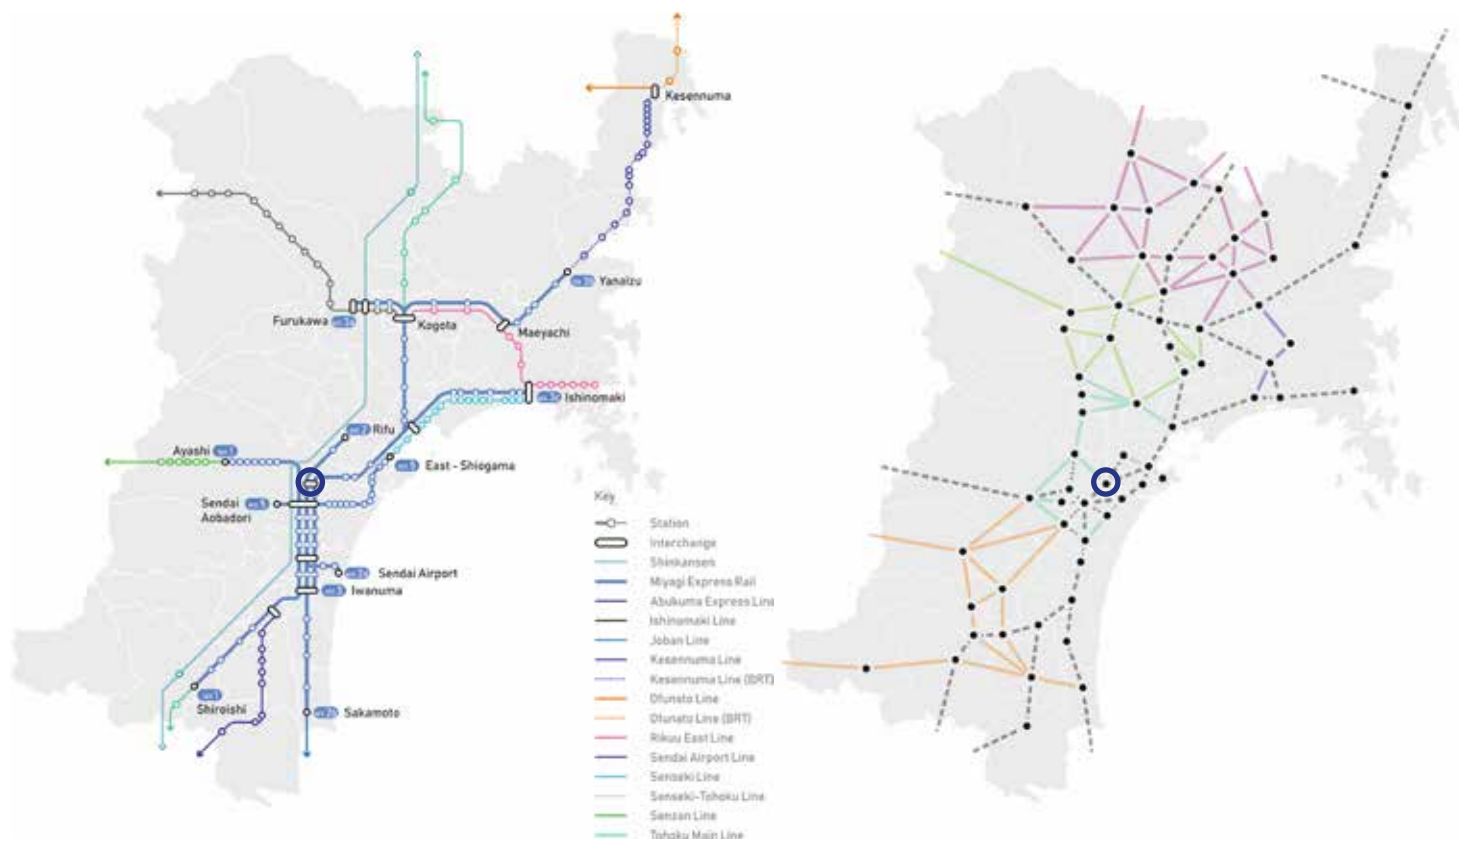 Kesennuma
Yanaizu
Furukawa
Kogota
Maeyachi
Ishinomaki
Rifu
Ayashi
East - Shiogama
Sendai
Aobadori
Sendai Airport
Iwanuma
Shiroishi
Sakamoto
Key
Station
Interchange
Shinkansen
Miyagi Express Rail
Abukuma Express Line
Ishinomaki Line
Joban Line
Kesennuma Line
Kesennuma Line (BRT)
Ofunato Line
Ofunato Line (BRT)
Rikuu East Line
Sendai Airport Line
Senseki Line
Senseki-Tohoku Line
Senzan Line
Tohoku Main Line